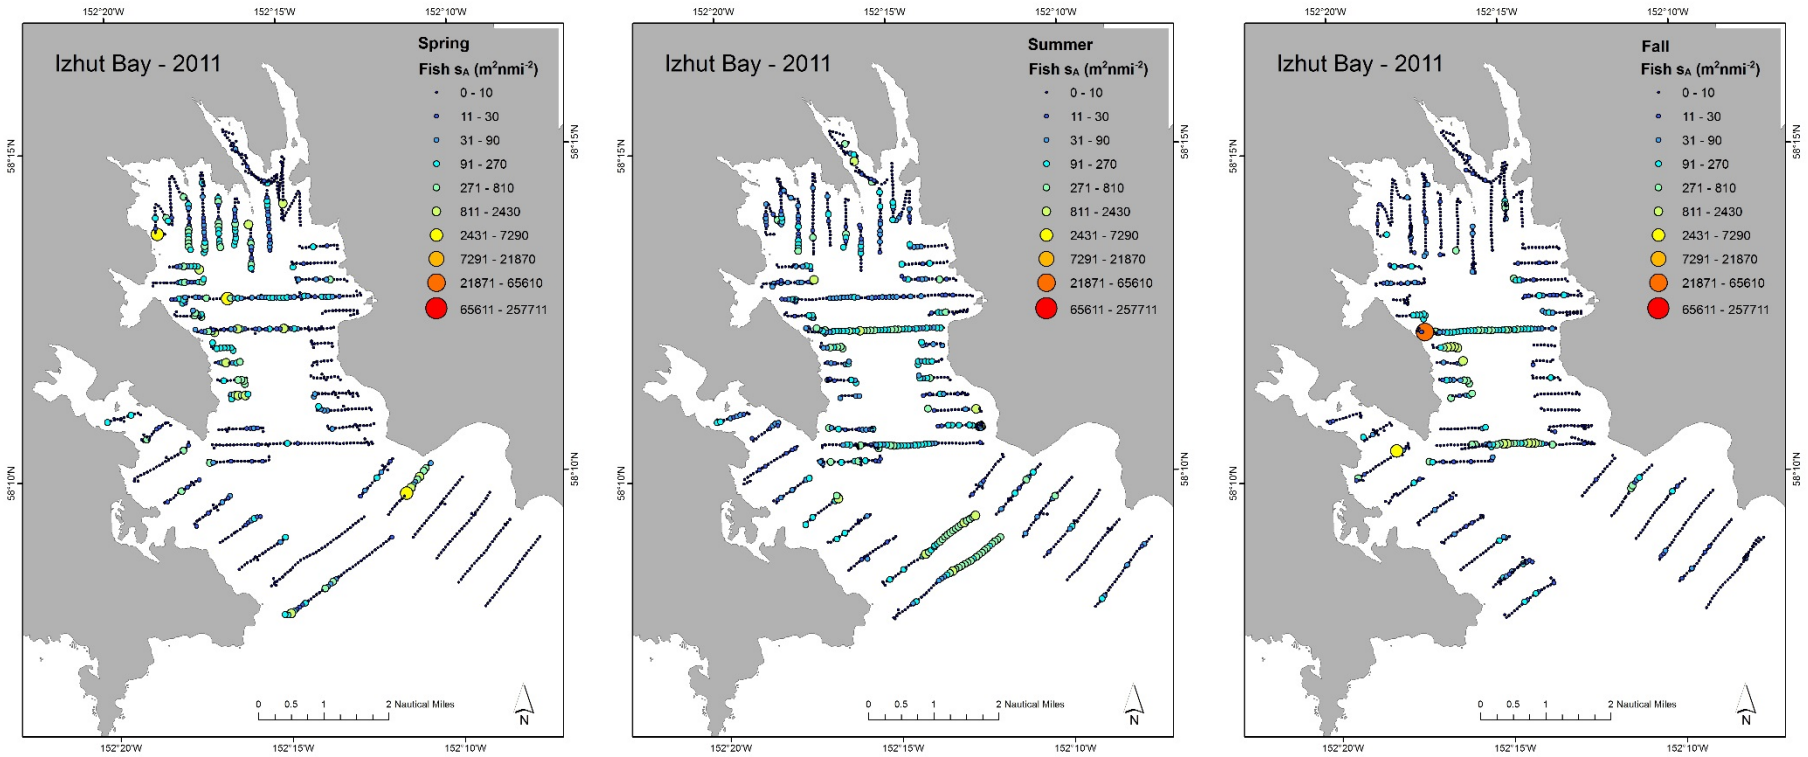 152°20'W 152°15'W 152°10'W
Izhut Bay - 2011
Spring
Fish sA (m²nmi-²)
0 - 10
11 - 30
31 - 90
91 - 270
271 - 810
811 - 2430
2431 - 7290
7291 - 21870
21871 - 65610
65611 - 257711
58°15'N
58°15'N
58°10'N
58°10'N
0 0.5 1 2 Nautical Miles
N
152°20'W 152°15'W 152°10'W
152°20'W 152°15'W 152°10'W
Izhut Bay - 2011
Summer
Fish sA (m²nmi-²)
0 - 10
11 - 30
31 - 90
91 - 270
271 - 810
811 - 2430
2431 - 7290
7291 - 21870
21871 - 65610
65611 - 257711
58°15'N
58°10'N
0 0.5 1 2 Nautical Miles
N
152°20'W 152°15'W 152°10'W
152°20'W 152°15'W 152°10'W
Izhut Bay - 2011
Fall
Fish sA (m²nmi-²)
0 - 10
11 - 30
31 - 90
91 - 270
271 - 810
811 - 2430
2431 - 7290
7291 - 21870
21871 - 65610
65611 - 257711
58°15'N
58°15'N
58°10'N
58°10'N
0 0.5 1 2 Nautical Miles
N
152°20'W 152°15'W 152°10'W